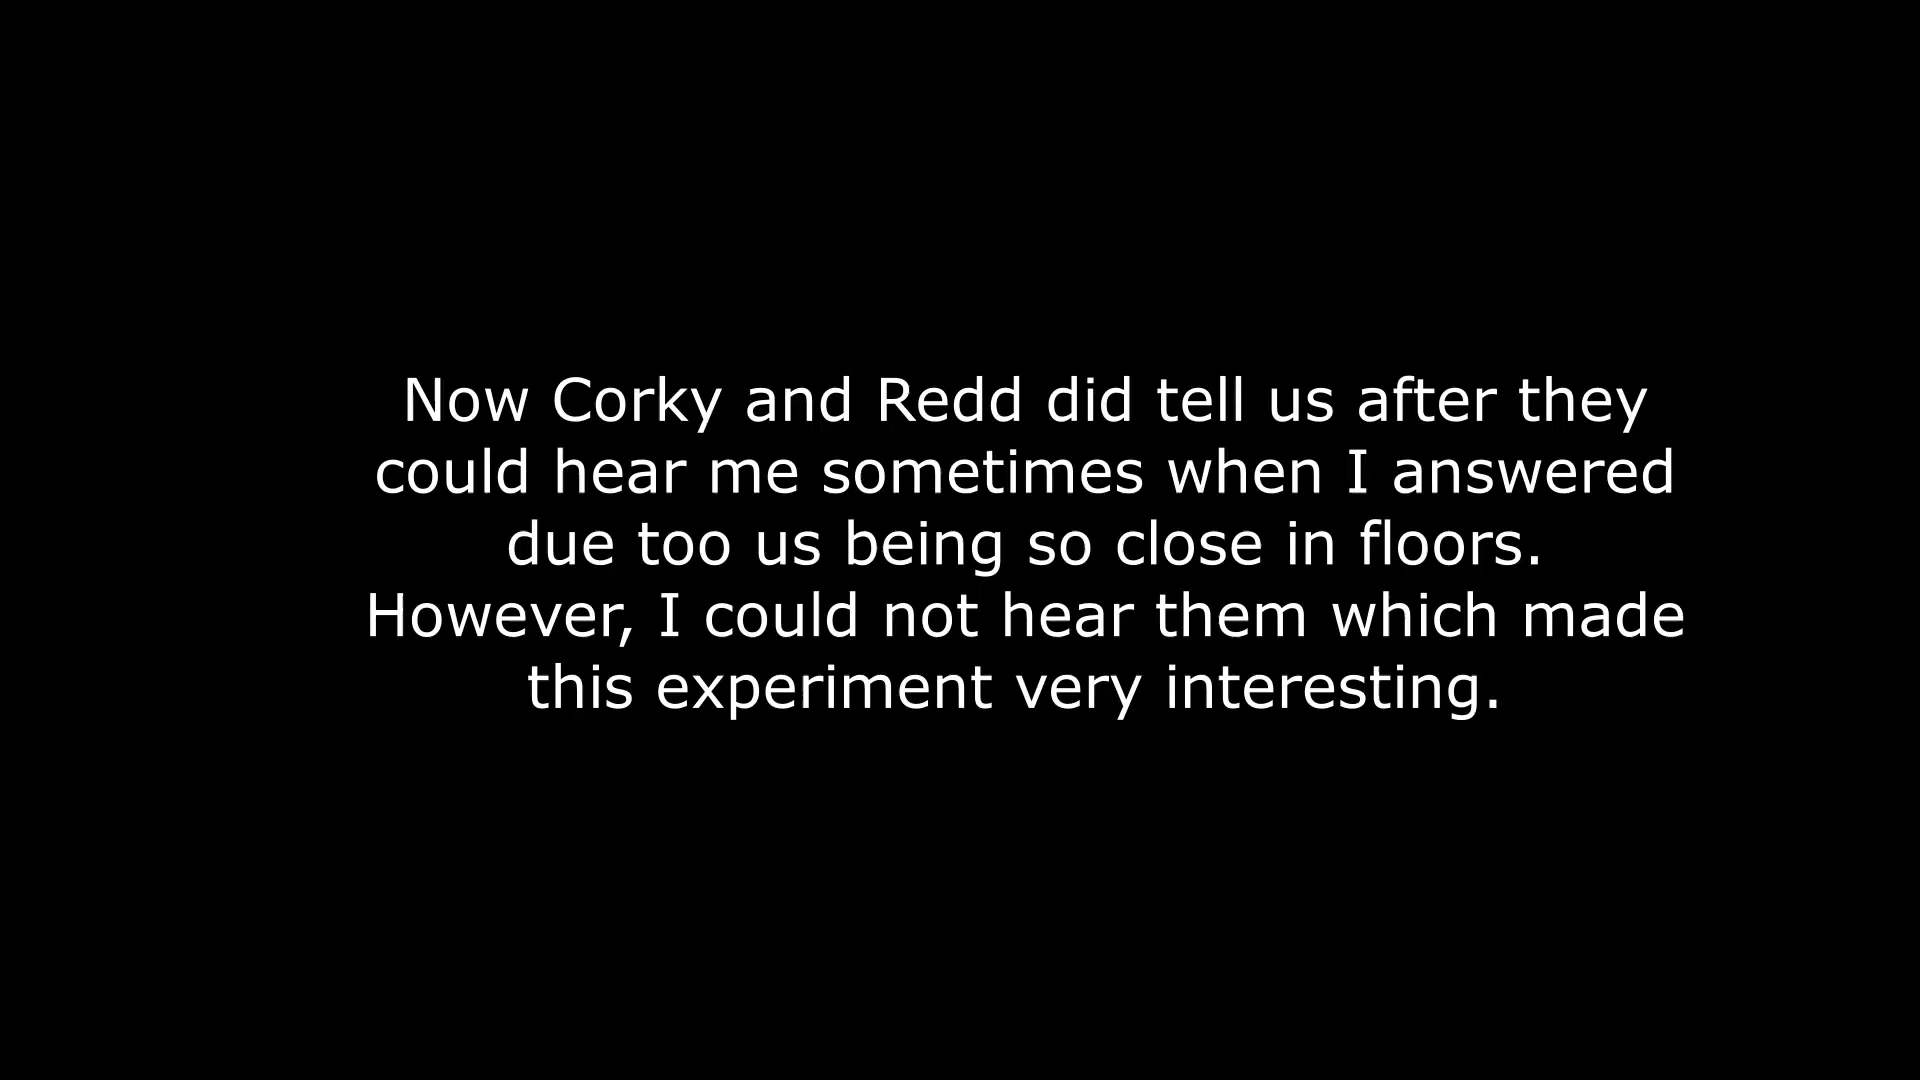 Now Corky and Redd did tell us after they
could hear me sometimes when I answered
due too us being so close in floors.
However, I could not hear them which made
this experiment very interesting.